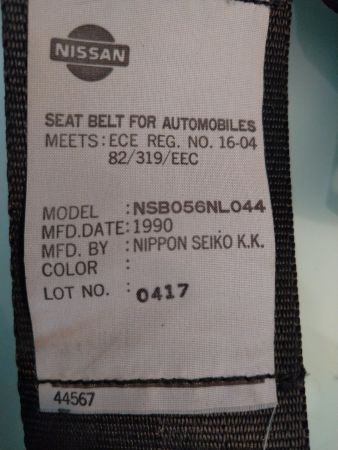 NISSAN
SEAT BELT FOR AUTOMOBILES
MEETS: ECE REG. NO. 16-04
82/319/EEC
MODEL : NSB056NL044
MFD.DATE: 1990
MFD. BY : NIPPON SEIKO K.K.
COLOR :
LOT NO. : 0417
44567